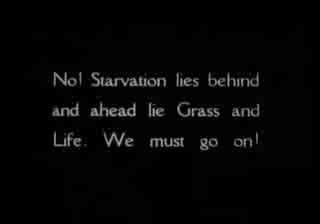 No! Starvation lies behind
and ahead lie Grass and
Life. We must go on!